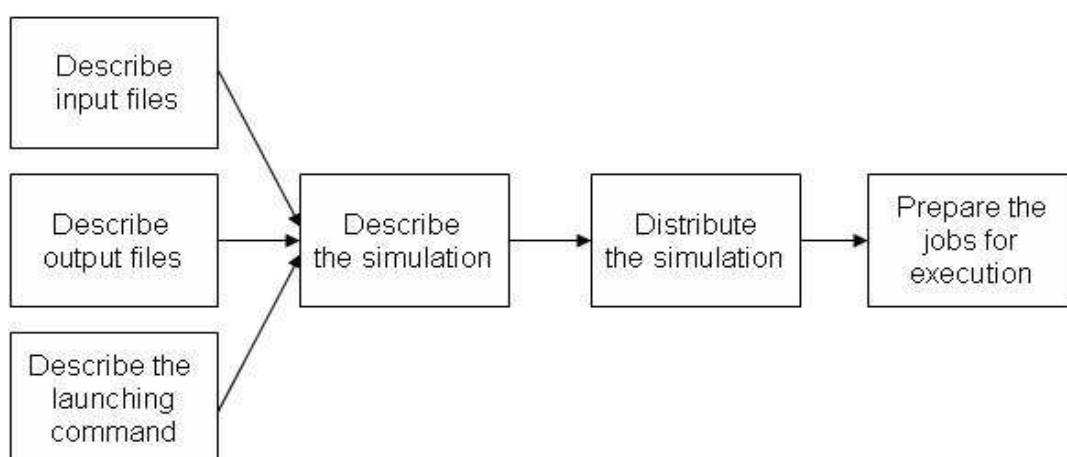 Describe
input files
Describe
output files
Describe the
launching
command
Describe
the simulation
Distribute
the simulation
Prepare the
jobs for
execution